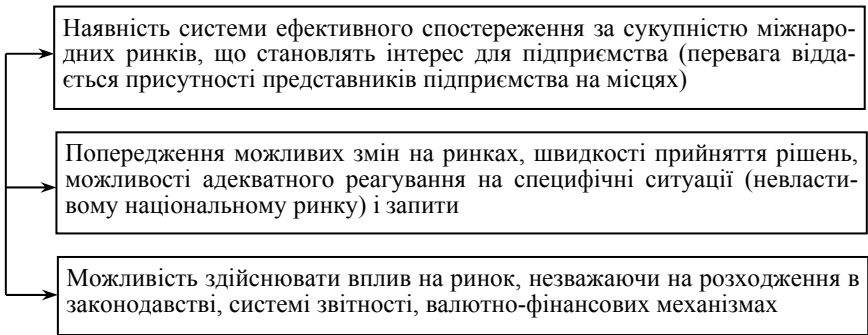 Наявність системи ефективного спостереження за сукупністю міжнаро-
дних ринків, що становлять інтерес для підприємства (перевага відда-
ється присутності представників підприємства на місцях)
Попередження можливих змін на ринках, швидкості прийняття рішень,
можливості адекватного реагування на специфічні ситуації (невласти-
вому національному ринку) і запити
Можливість здійснювати вплив на ринок, незважаючи на розходження в
законодавстві, системі звітності, валютно-фінансових механізмах